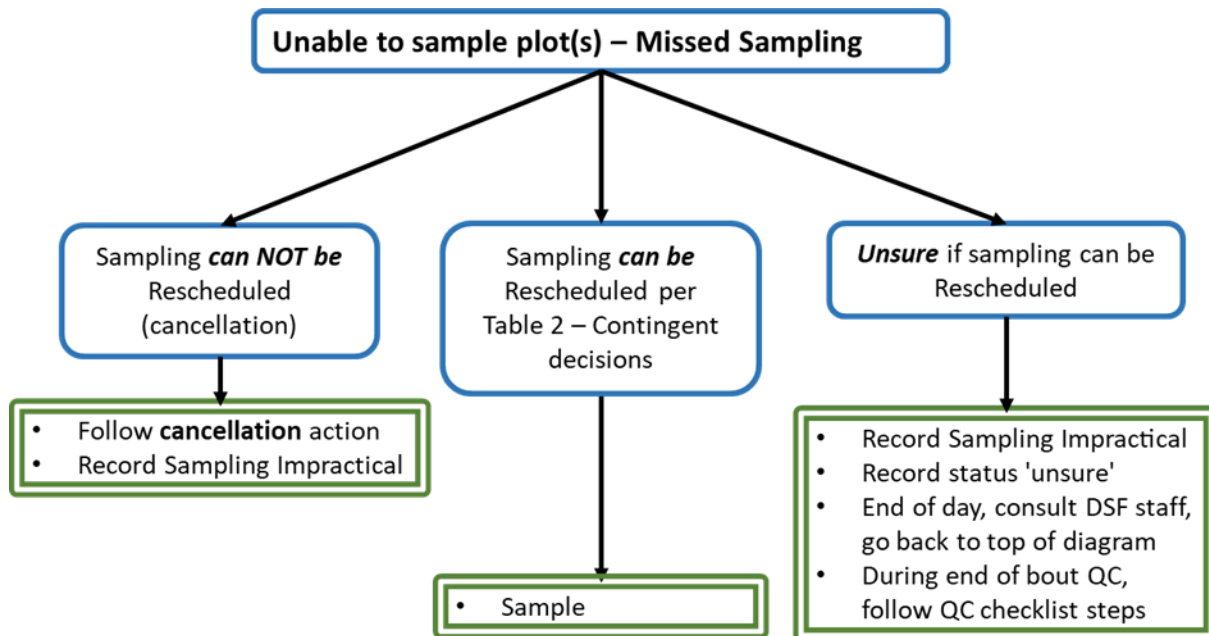 Unable to sample plot(s) – Missed Sampling
Sampling can NOT be
Rescheduled
(cancellation)
Sampling can be
Rescheduled per
Table 2 – Contingent
decisions
Unsure if sampling can be
Rescheduled
• Follow cancellation action
• Record Sampling Impractical
• Sample
• Record Sampling Impractical
• Record status 'unsure'
• End of day, consult DSF staff,
go back to top of diagram
• During end of bout QC,
follow QC checklist steps